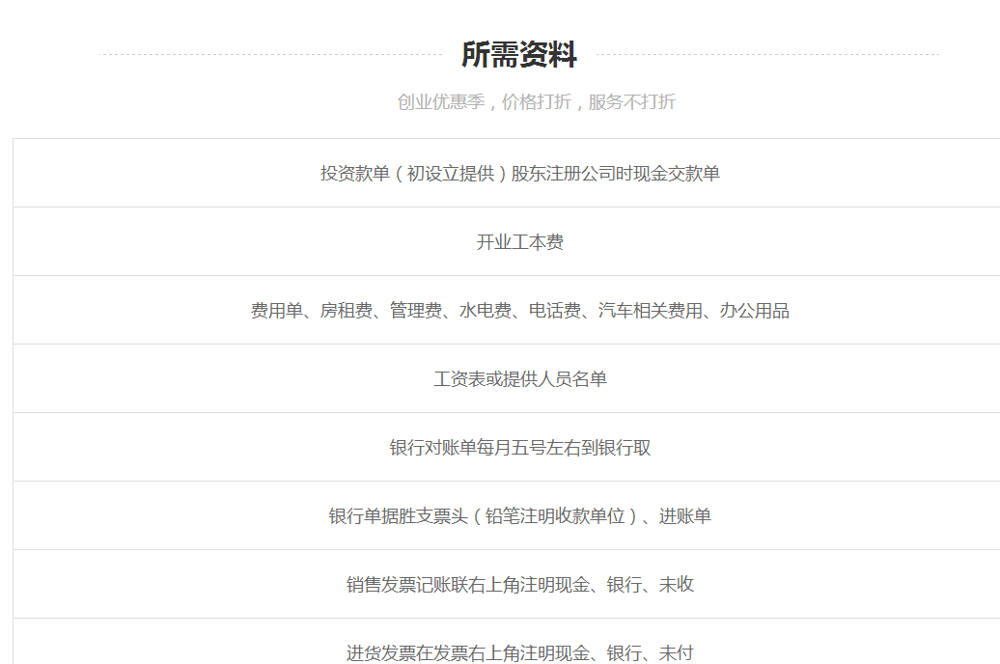 所需资料
创业优惠季，价格打折，服务不打折
投资款单（初设立提供）股东注册公司时现金交款单
开业工本费
费用单、房租费、管理费、水电费、电话费、汽车相关费用、办公用品
工资表或提供人员名单
银行对账单每月五号左右到银行取
银行单据胜支票头（铅笔注明收款单位）、进账单
销售发票记账联右上角注明现金、银行、未收
进货发票在发票右上角注明现金、银行、未付